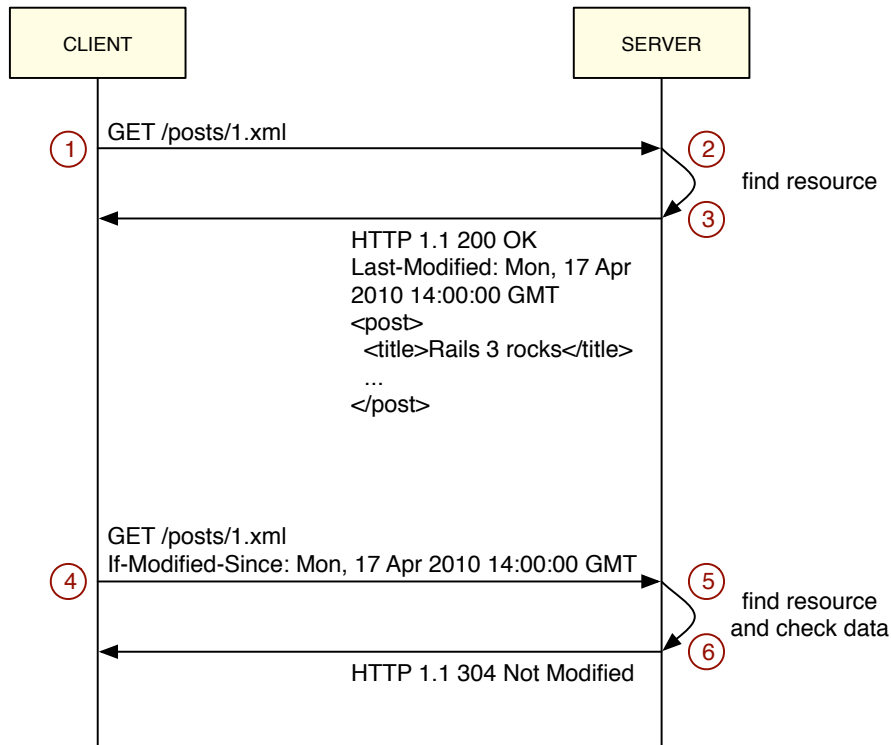 CLIENT
SERVER
GET /posts/1.xml
1
2
find resource
3
HTTP 1.1 200 OK
Last-Modified: Mon, 17 Apr
2010 14:00:00 GMT
<post>
<title>Rails 3 rocks</title>
...
</post>
GET /posts/1.xml
If-Modified-Since: Mon, 17 Apr 2010 14:00:00 GMT
4
5
find resource
and check data
6
HTTP 1.1 304 Not Modified